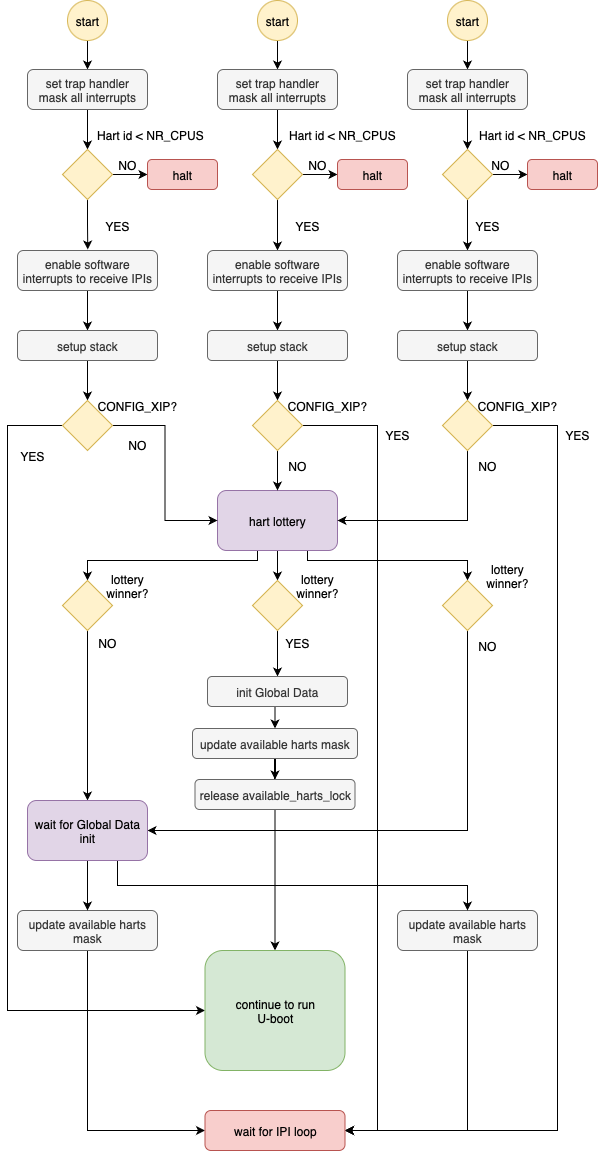 start
start
start
set trap handler
mask all interrupts
set trap handler
mask all interrupts
set trap handler
mask all interrupts
Hart id < NR_CPUS
Hart id < NR_CPUS
Hart id < NR_CPUS
NO
halt
NO
halt
NO
halt
YES
YES
YES
enable software
interrupts to receive IPIs
enable software
interrupts to receive IPIs
enable software
interrupts to receive IPIs
setup stack
setup stack
setup stack
CONFIG_XIP?
CONFIG_XIP?
CONFIG_XIP?
YES
NO
NO
YES
NO
YES
hart lottery
lottery
winner?
lottery
winner?
lottery
winner?
NO
YES
NO
init Global Data
update available harts mask
release available_harts_lock
wait for Global Data
init
update available harts
mask
update available harts
mask
continue to run
U-boot
wait for IPI loop